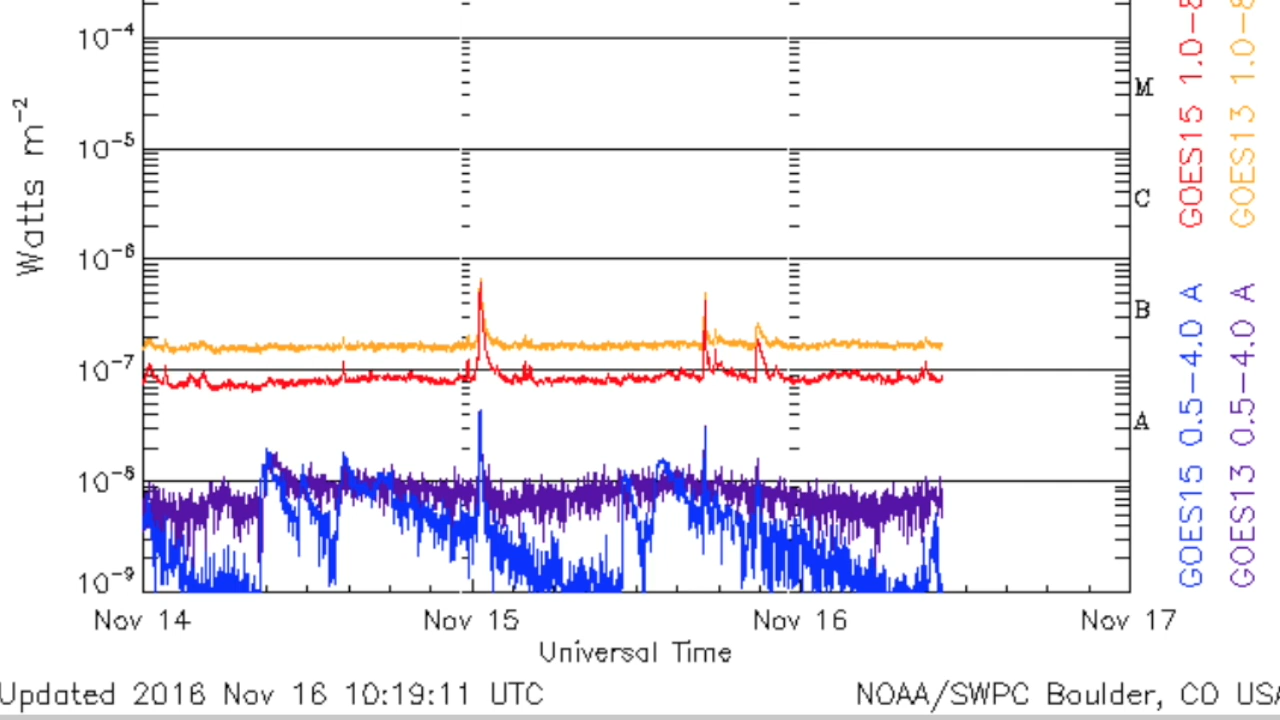 10⁻⁴
10⁻⁵
10⁻⁶
10⁻⁷
10⁻⁸
10⁻⁹
Watts m⁻²
M
C
B
A
Nov 14
Nov 15
Nov 16
Nov 17
Universal Time
GOES15 0.5-4.0 A
GOES15 1.0-8
GOES13 0.5-4.0 A
GOES13 1.0-8
Updated 2016 Nov 16 10:19:11 UTC
NOAA/SWPC Boulder, CO USA